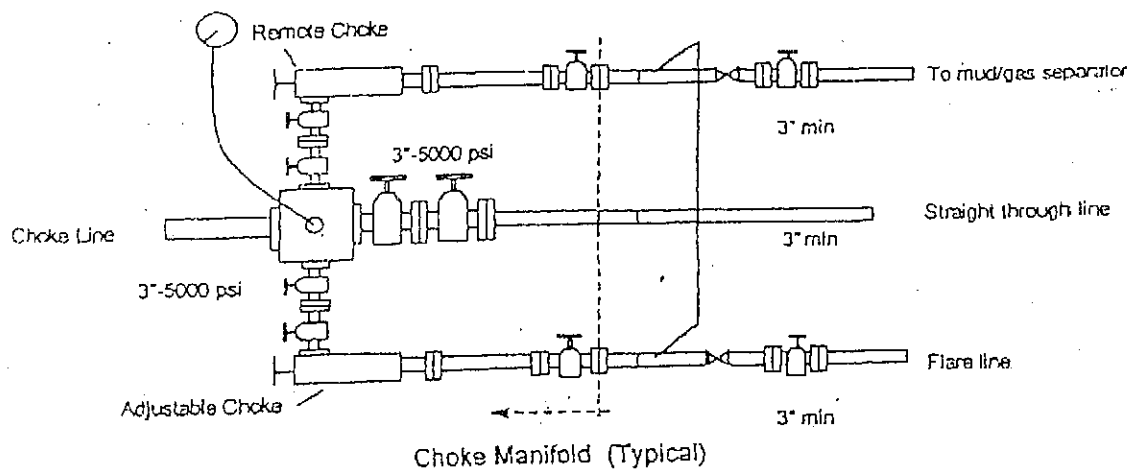 Remote Choke
To mud/gas separator
3" min
3"-5000 psi
Choke Line
Straight through line
3" min
3"-5000 psi
Flare line
Adjustable Choke
3" min
Choke Manifold (Typical)